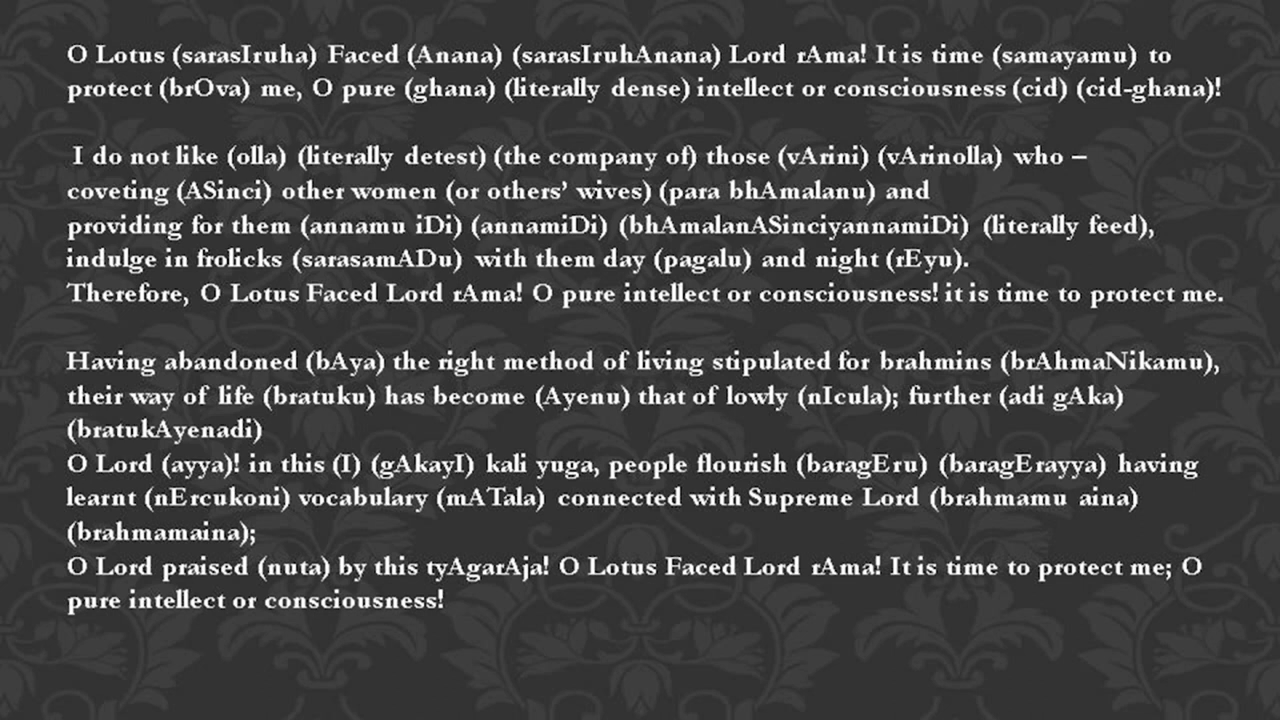 O Lotus (sarasIruha) Faced (Anana) (sarasIruhAnana) Lord rAma! It is time (samayamu) to
protect (brOva) me, O pure (ghana) (literally dense) intellect or consciousness (cid) (cid-ghana)!
I do not like (olla) (literally detest) (the company of) those (vArini) (vArinolla) who –
coveting (ASinci) other women (or others’ wives) (para bhAmalanu) and
providing for them (annamu iDi) (annamiDi) (bhAmalanASinciyannamiDi) (literally feed),
indulge in frolicks (sarasamADu) with them day (pagalu) and night (rEyu).
Therefore, O Lotus Faced Lord rAma! O pure intellect or consciousness! it is time to protect me.
Having abandoned (bAya) the right method of living stipulated for brahmins (brAhmaNikamu),
their way of life (bratuku) has become (Ayenu) that of lowly (nIcula); further (adi gAka)
(bratukAyenadi)
O Lord (ayya)! in this (I) (gAkayI) kali yuga, people flourish (baragEru) (baragErayya) having
learnt (nErcukoni) vocabulary (mATala) connected with Supreme Lord (brahmamu aina)
(brahmamaina);
O Lord praised (nuta) by this tyAgarAja! O Lotus Faced Lord rAma! It is time to protect me; O
pure intellect or consciousness!